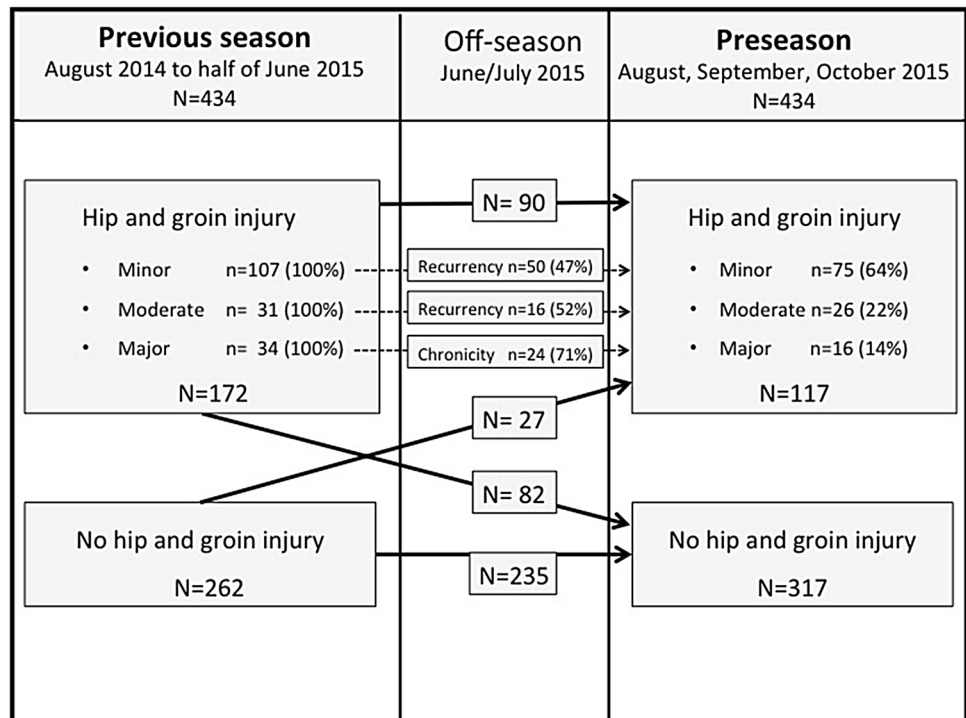 Previous season
August 2014 to half of June 2015
N=434
Off-season
June/July 2015
Preseason
August, September, October 2015
N=434
Hip and groin injury
• Minor n=107 (100%)
• Moderate n= 31 (100%)
• Major n= 34 (100%)
N=172
N= 90
Recurrency n=50 (47%)
Recurrency n=16 (52%)
Chronicity n=24 (71%)
N= 27
N= 82
N=235
Hip and groin injury
• Minor n=75 (64%)
• Moderate n=26 (22%)
• Major n=16 (14%)
N=117
No hip and groin injury
N=262
No hip and groin injury
N=317